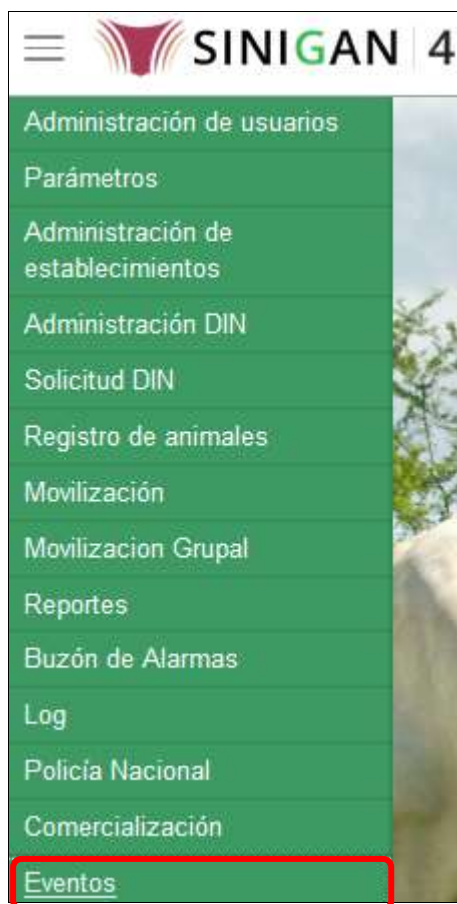 SINIGAN 4
Administración de usuarios
Parámetros
Administración de
establecimientos
Administración DIN
Solicitud DIN
Registro de animales
Movilización
Movilizacion Grupal
Reportes
Buzón de Alarmas
Log
Policía Nacional
Comercialización
Eventos